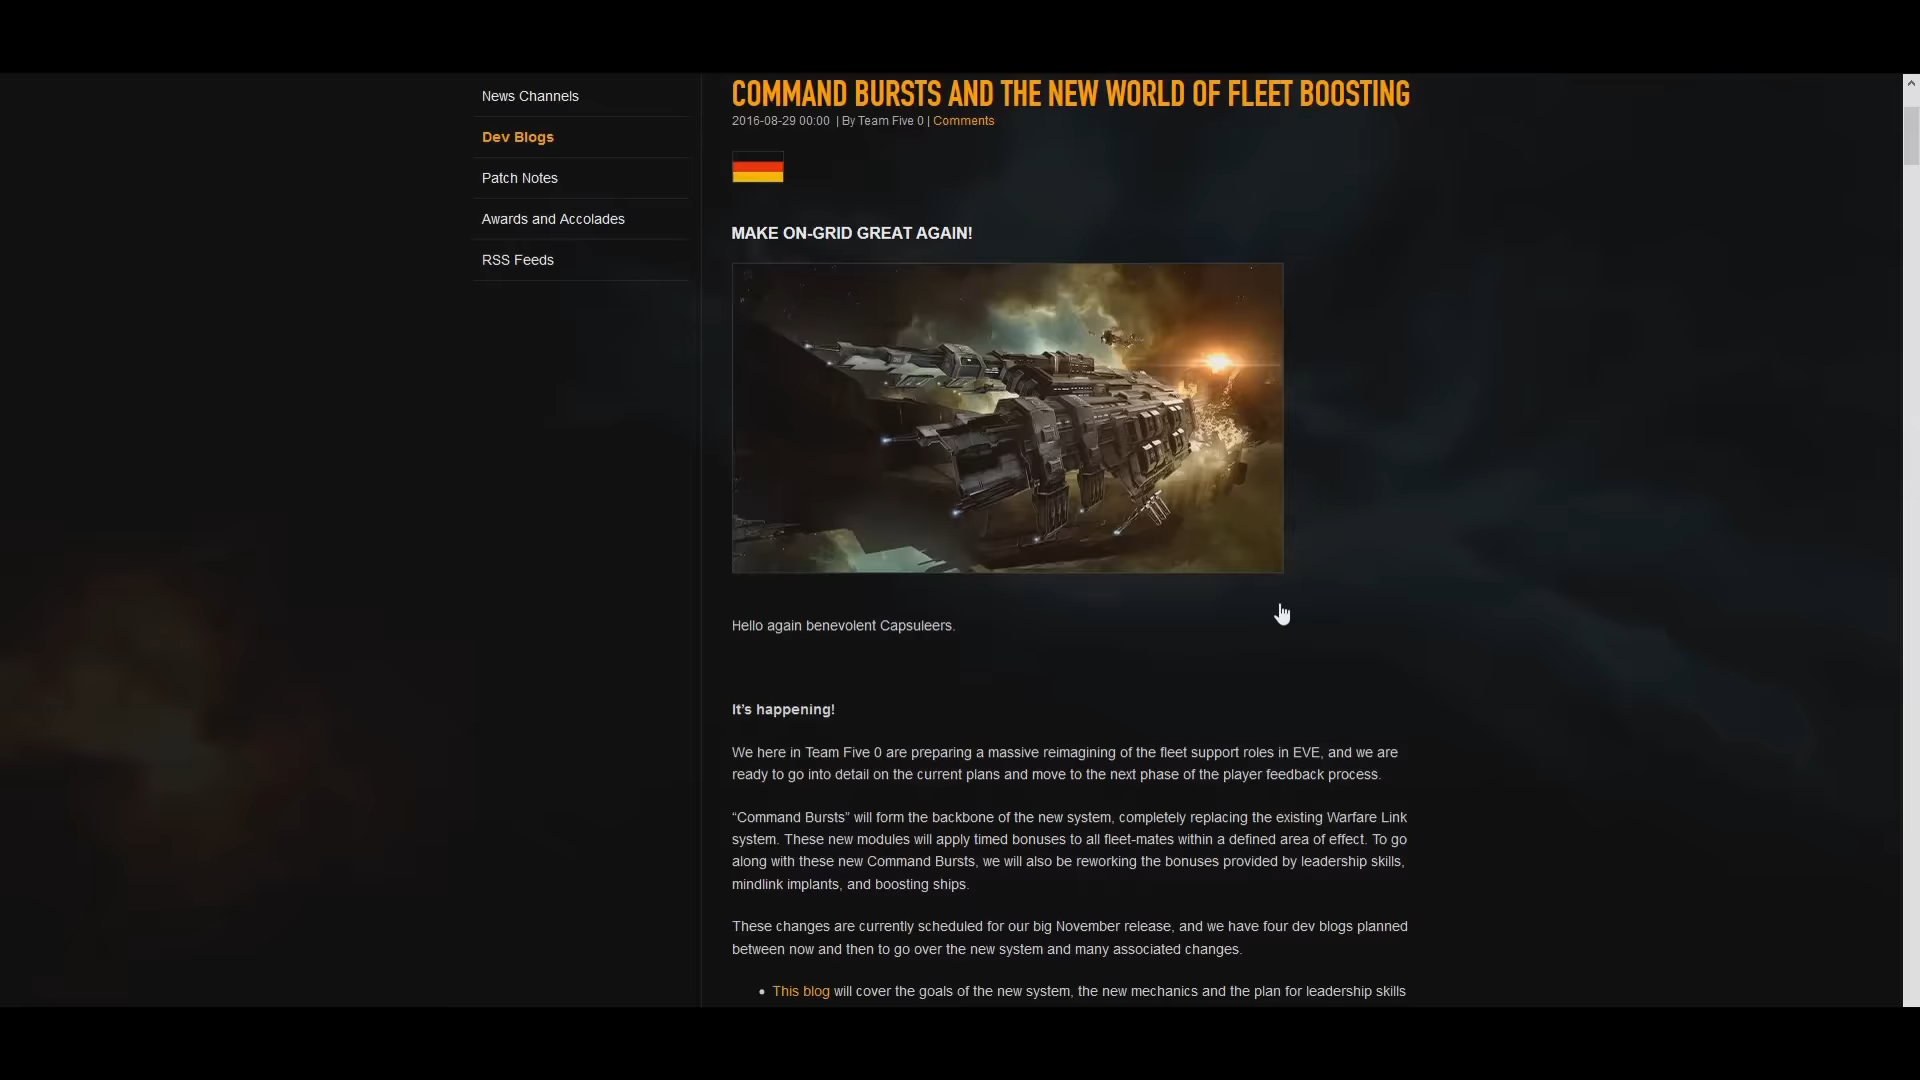 News Channels
Dev Blogs
Patch Notes
Awards and Accolades
RSS Feeds
COMMAND BURSTS AND THE NEW WORLD OF FLEET BOOSTING
2016-08-29 00:00 | By Team Five 0 | Comments
MAKE ON-GRID GREAT AGAIN!
Hello again benevolent Capsuleers.
It's happening!
We here in Team Five 0 are preparing a massive reimagining of the fleet support roles in EVE, and we are
ready to go into detail on the current plans and move to the next phase of the player feedback process.
“Command Bursts” will form the backbone of the new system, completely replacing the existing Warfare Link
system. These new modules will apply timed bonuses to all fleet-mates within a defined area of effect. To go
along with these new Command Bursts, we will also be reworking the bonuses provided by leadership skills,
mindlink implants, and boosting ships.
These changes are currently scheduled for our big November release, and we have four dev blogs planned
between now and then to go over the new system and many associated changes.
• This blog will cover the goals of the new system, the new mechanics and the plan for leadership skills